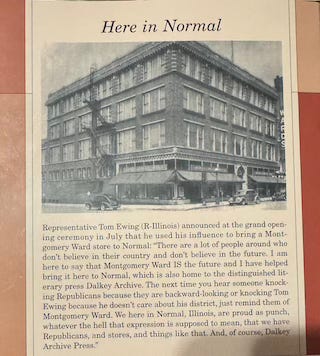 Here in Normal
Representative Tom Ewing (R-Illinois) announced at the grand open-
ing ceremony in July that he used his influence to bring a Mont-
gomery Ward store to Normal: "There are a lot of people around who
don't believe in their country and don't believe in the future. I am
here to say that Montgomery Ward IS the future and I have helped
bring it here to Normal, which is also home to the distinguished lit-
erary press Dalkey Archive. The next time you hear someone knock-
ing Republicans because they are backward-looking or knocking Tom
Ewing because he doesn't care about his district, just remind them of
Montgomery Ward. We here in Normal, Illinois, are proud as punch,
whatever the hell that expression is supposed to mean, that we have
Republicans, and stores, and things like that. And, of course, Dalkey
Archive Press."